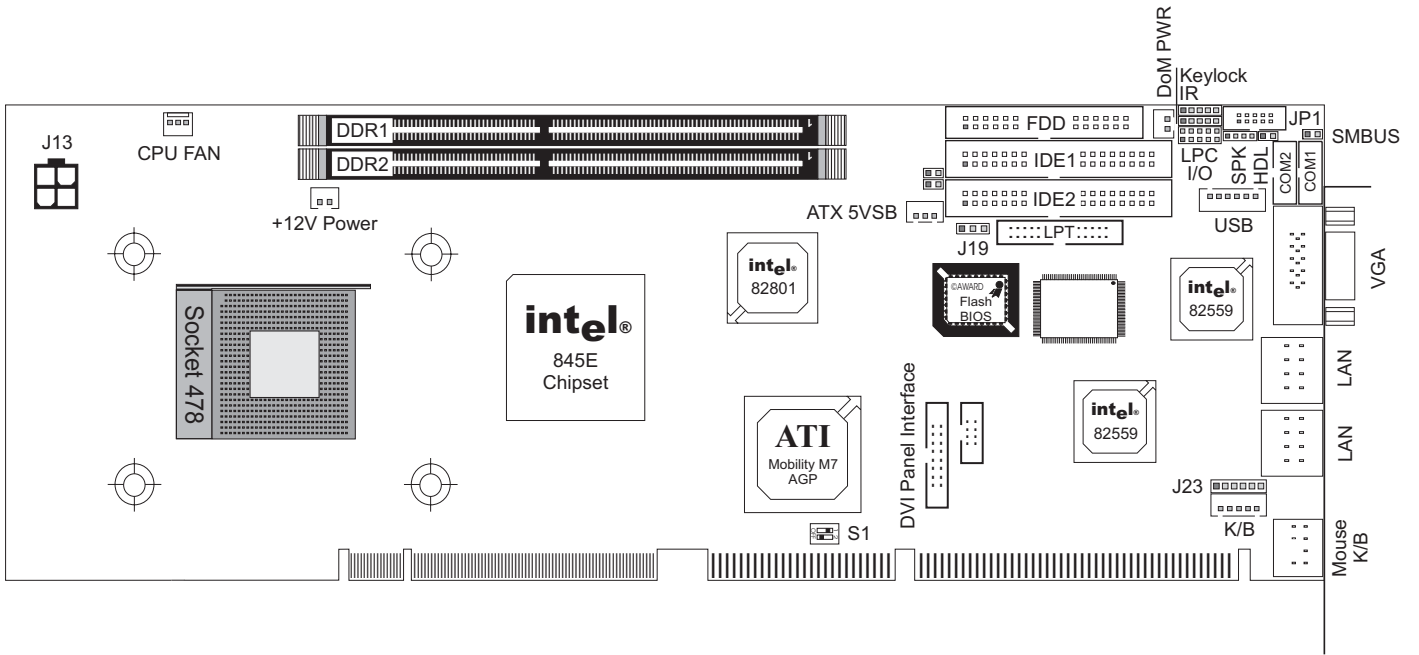 DoM PWR
Keylock
IR
J13
CPU FAN
DDR1
DDR2
+12V Power
FDD
IDE1
IDE2
LPC
I/O
SPK
HDL
COM2
COM1
JP1
SMBUS
ATX 5VSB
J19
LPT
USB
VGA
Socket 478
intel®
845E
Chipset
intel®
82801
©AWARD
Flash
BIOS
intel®
82559
LAN
ATI
Mobility M7
AGP
DVI Panel Interface
intel®
82559
LAN
J23
K/B
S1
Mouse
K/B